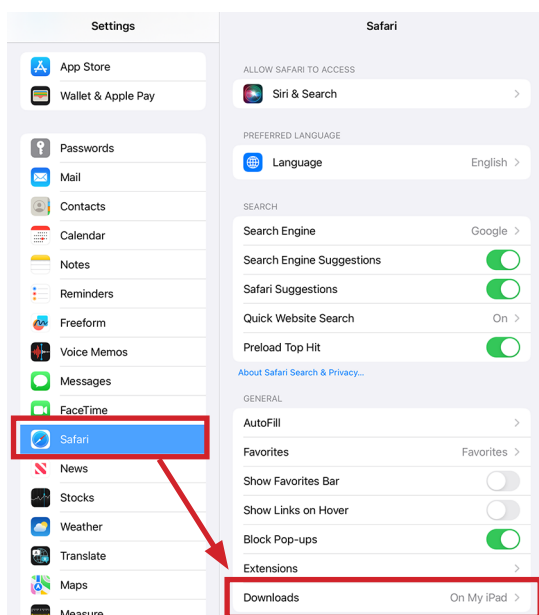 Settings
App Store
Wallet & Apple Pay
Passwords
Mail
Contacts
Calendar
Notes
Reminders
Freeform
Voice Memos
Messages
FaceTime
Safari
News
Stocks
Weather
Translate
Maps
Measure
Safari
ALLOW SAFARI TO ACCESS
Siri & Search
PREFERRED LANGUAGE
Language English
SEARCH
Search Engine Google
Search Engine Suggestions
Safari Suggestions
Quick Website Search On
Preload Top Hit
About Safari Search & Privacy...
GENERAL
AutoFill
Favorites Favorites
Show Favorites Bar
Show Links on Hover
Block Pop-ups
Extensions
Downloads On My iPad